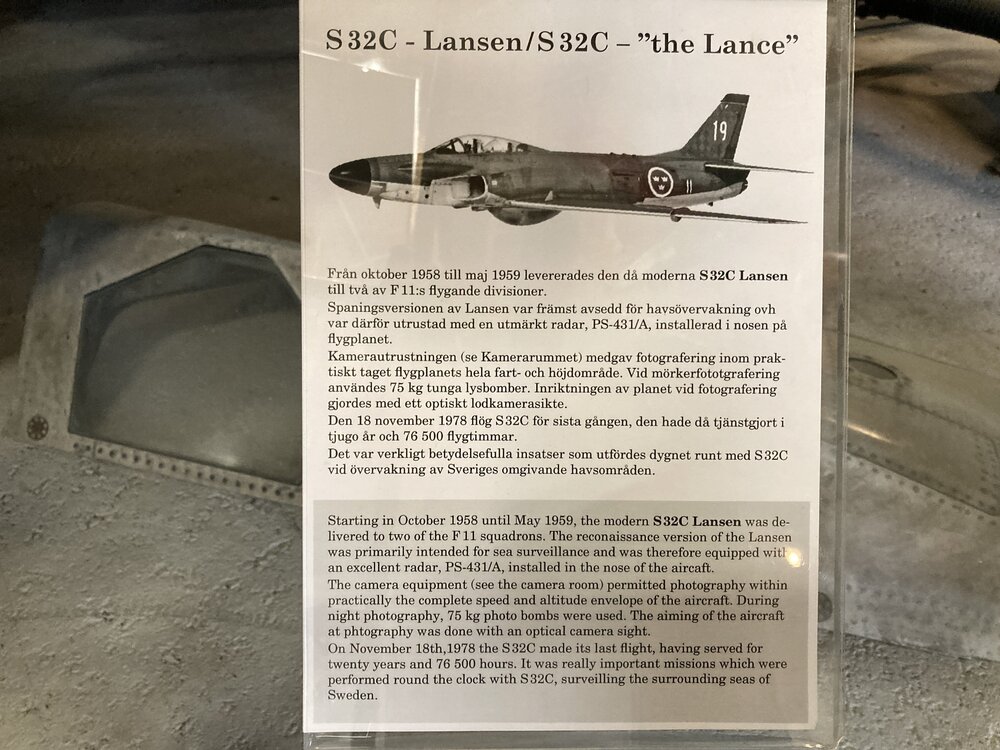 S 32C - Lansen/S 32C – ”the Lance”
19
11
Från oktober 1958 till maj 1959 levererades den då moderna S 32C Lansen
till två av F 11:s flygande divisioner.
Spaningsversionen av Lansen var främst avsedd för havsövervakning ovh
var därför utrustad med en utmärkt radar, PS-431/A, installerad i nosen på
flygplanet.
Kamerautrustningen (se Kamerarummet) medgav fotografering inom prak-
tiskt taget flygplanets hela fart- och höjdområde. Vid mörkerfototgrafering
användes 75 kg tunga lysbomber. Inriktningen av planet vid fotografering
gjordes med ett optiskt lodkamerasikte.
Den 18 november 1978 flög S 32C för sista gången, den hade då tjänstgjort i
tjugo år och 76 500 flygtimmar.
Det var verkligt betydelsefulla insatser som utfördes dygnet runt med S 32C
vid övervakning av Sveriges omgivande havsområden.
Starting in October 1958 until May 1959, the modern S 32C Lansen was de-
livered to two of the F 11 squadrons. The reconaissance version of the Lansen
was primarily intended for sea surveillance and was therefore equipped with
an excellent radar, PS-431/A, installed in the nose of the aircaft.
The camera equipment (see the camera room) permitted photography within
practically the complete speed and altitude envelope of the aircraft. During
night photography, 75 kg photo bombs were used. The aiming of the aircraft
at phtography was done with an optical camera sight.
On November 18th,1978 the S 32C made its last flight, having served for
twenty years and 76 500 hours. It was really important missions which were
performed round the clock with S 32C, surveilling the surrounding seas of
Sweden.